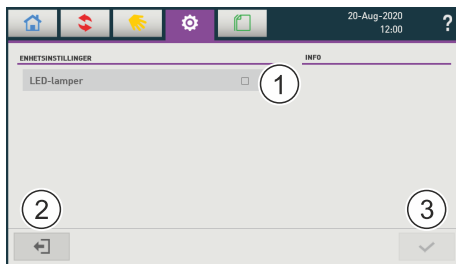 20-Aug-2020
12:00
?
ENHETSINSTILLINGER
INFO
LED-lamper
1
2
3